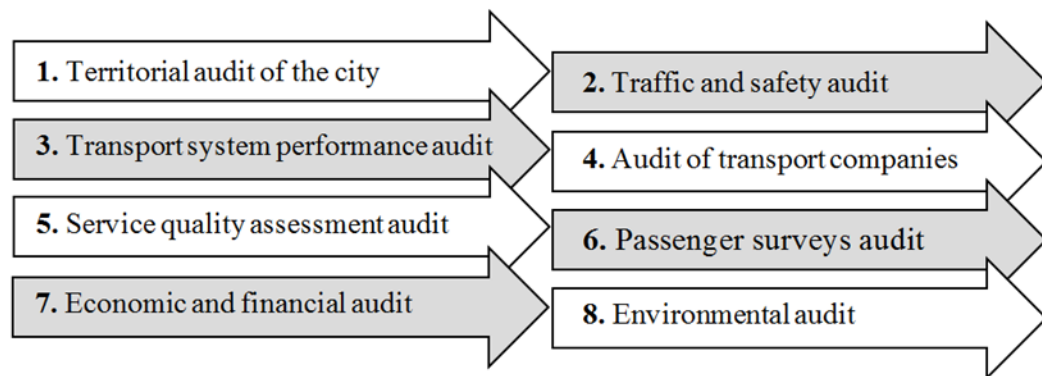 1. Territorial audit of the city
2. Traffic and safety audit
3. Transport system performance audit
4. Audit of transport companies
5. Service quality assessment audit
6. Passenger surveys audit
7. Economic and financial audit
8. Environmental audit